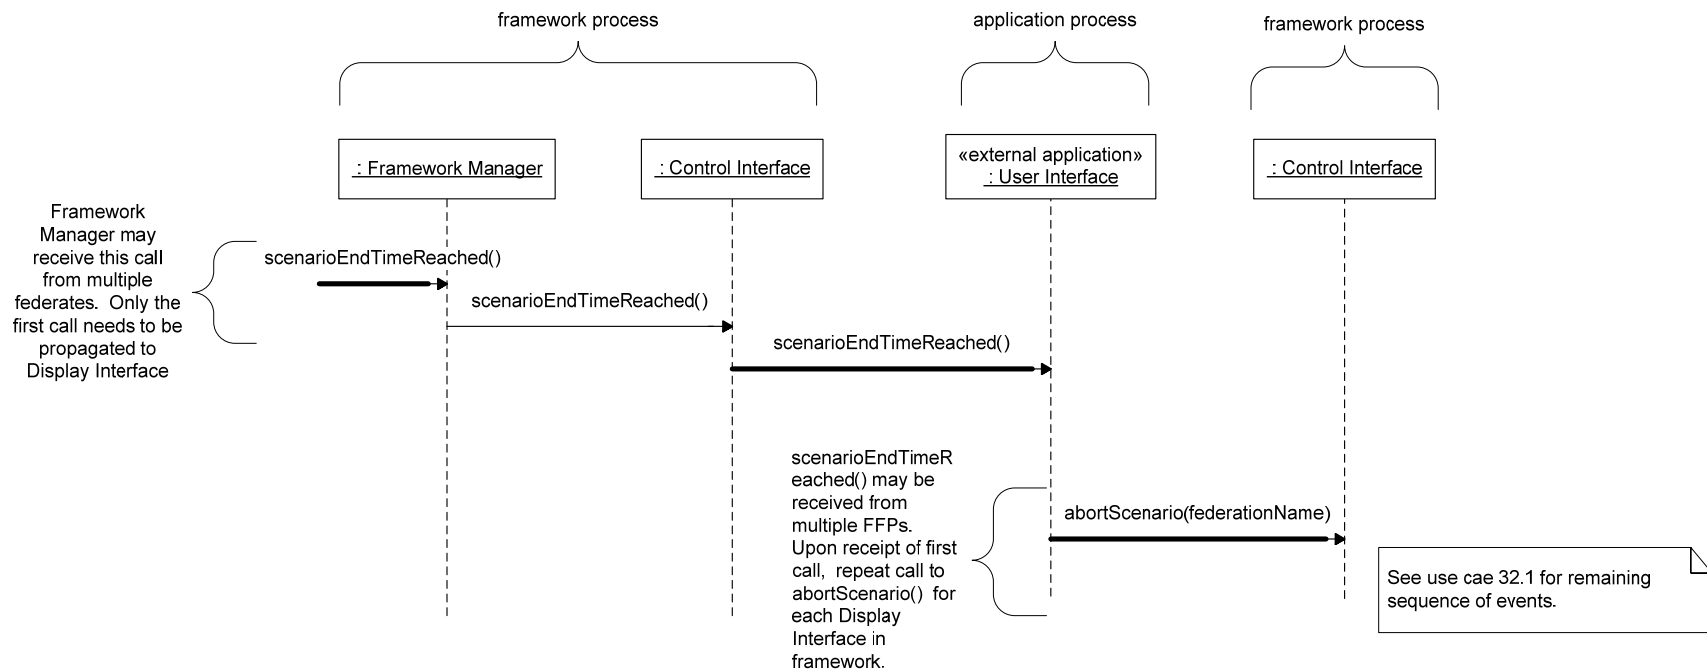 framework process
application process
framework process
: Framework Manager
: Control Interface
«external application»
: User Interface
: Control Interface
Framework
Manager may
receive this call
from multiple
federates.  Only the
first call needs to be
propagated to
Display Interface
scenarioEndTimeReached()
scenarioEndTimeReached()
scenarioEndTimeReached()
scenarioEndTimeR
eached() may be
received from
multiple FFPs.
Upon receipt of first
call,  repeat call to
abortScenario()  for
each Display
Interface in
framework.
abortScenario(federationName)
See use cae 32.1 for remaining
sequence of events.